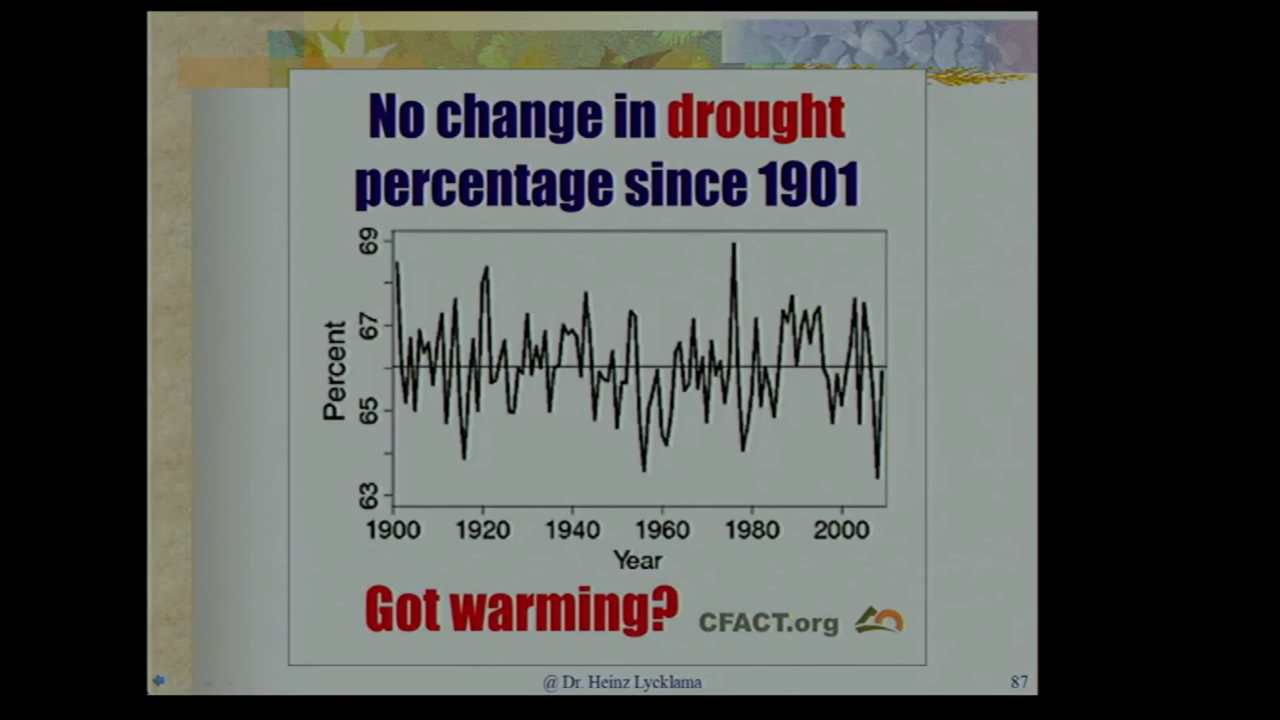 No change in drought
percentage since 1901
69
67
65
63
Percent
1900 1920 1940 1960 1980 2000
Year
Got warming?
CFACT.org
@ Dr. Heinz Lycklama
87